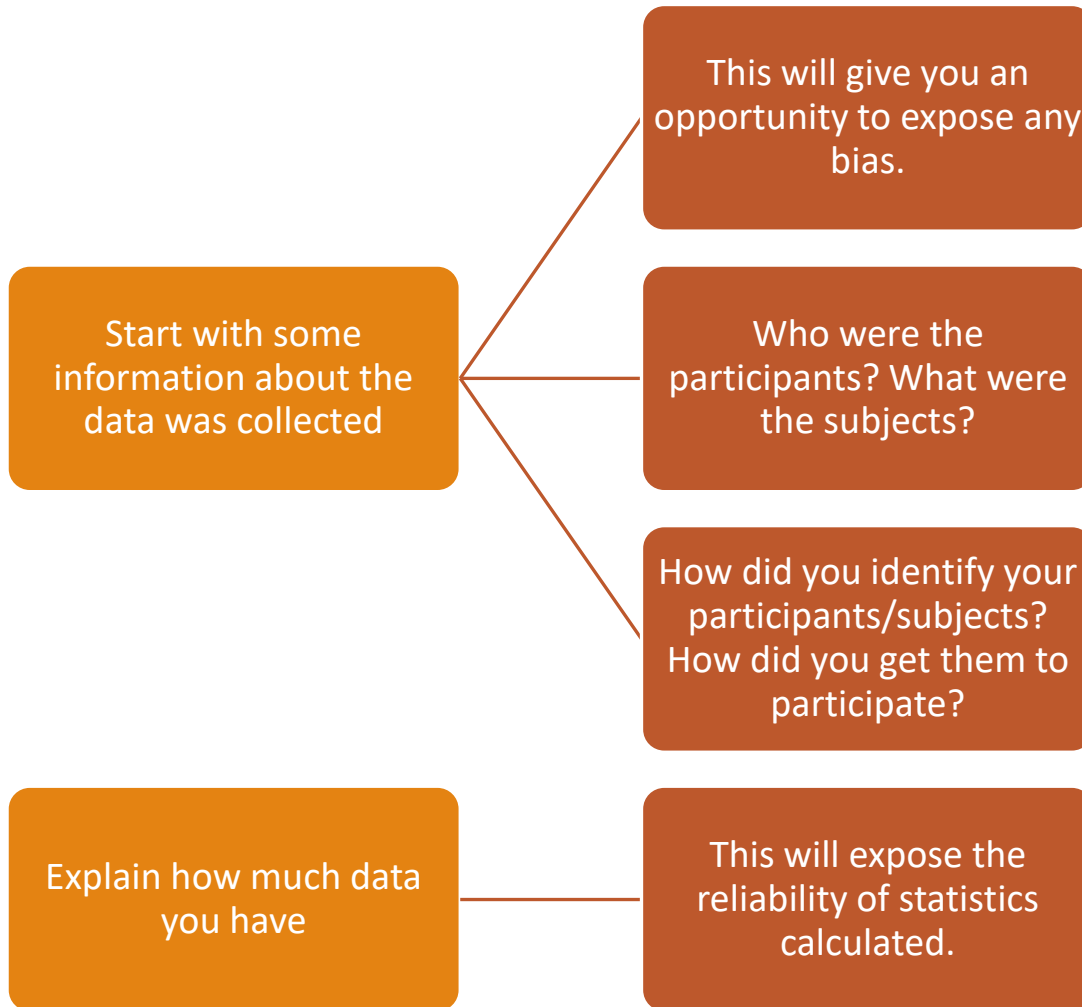 Start with some
information about the
data was collected
This will give you an
opportunity to expose any
bias.
Who were the
participants? What were
the subjects?
How did you identify your
participants/subjects?
How did you get them to
participate?
Explain how much data
you have
This will expose the
reliability of statistics
calculated.